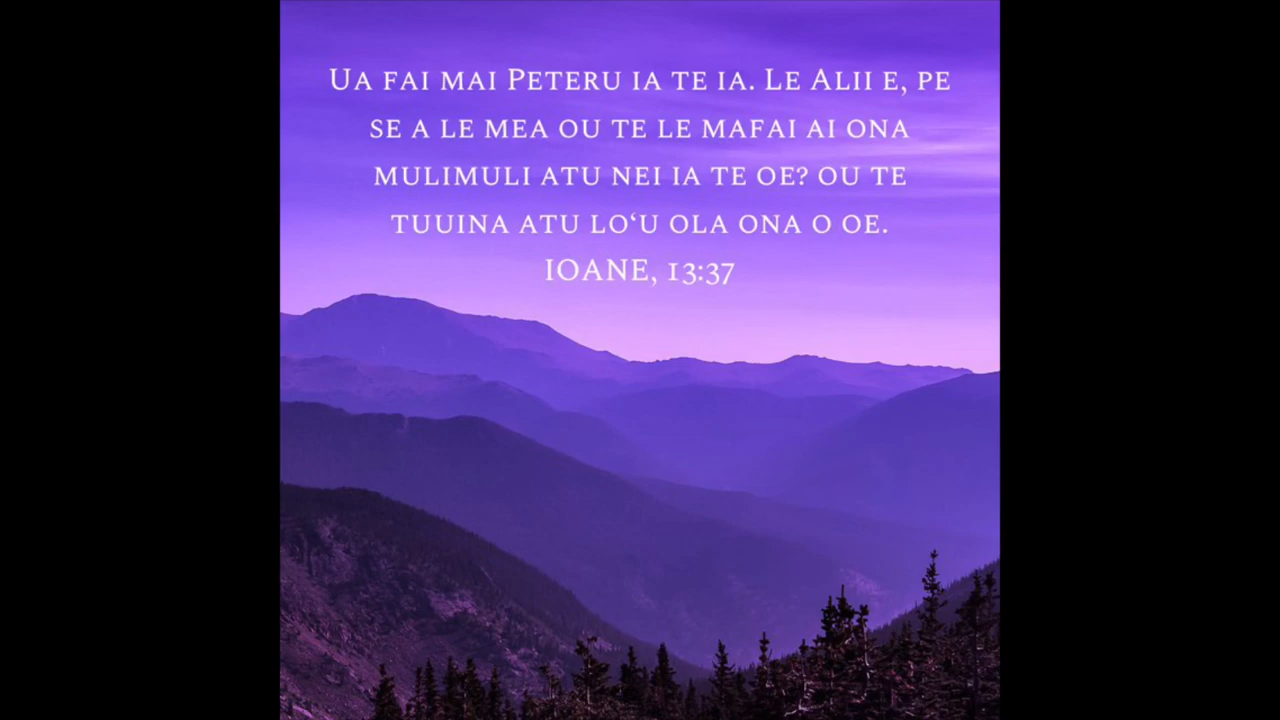 Ua fai mai Peteru ia te ia. Le Alii e, pe
se a le mea ou te le mafai ai ona
mulimuli atu nei ia te oe? ou te
tuuina atu lo‘u ola ona o oe.
IOANE, 13:37